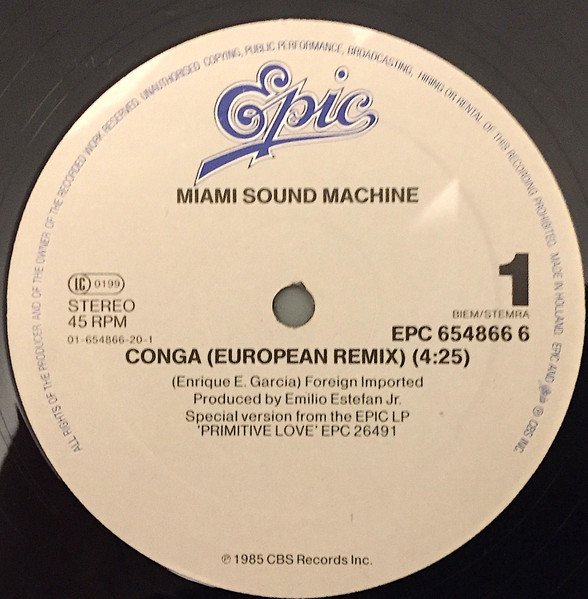 ALL RIGHTS OF THE PRODUCER AND OF THE OWNER OF THE RECORDED WORK RESERVED. UNAUTHORISED COPYING, PUBLIC PERFORMANCE, BROADCASTING, HIRING OR RENTAL OF THIS RECORDING PROHIBITED. MADE IN HOLLAND. EPIC AND ® CBS INC.
Epic
MIAMI SOUND MACHINE
LC 0199
STEREO
45 RPM
01-654866-20-1
1
BIEM/STEMRA
EPC 654866 6
CONGA (EUROPEAN REMIX) (4:25)
(Enrique E. Garcia) Foreign Imported
Produced by Emilio Estefan Jr.
Special version from the EPIC LP
'PRIMITIVE LOVE' EPC 26491
℗ 1985 CBS Records Inc.